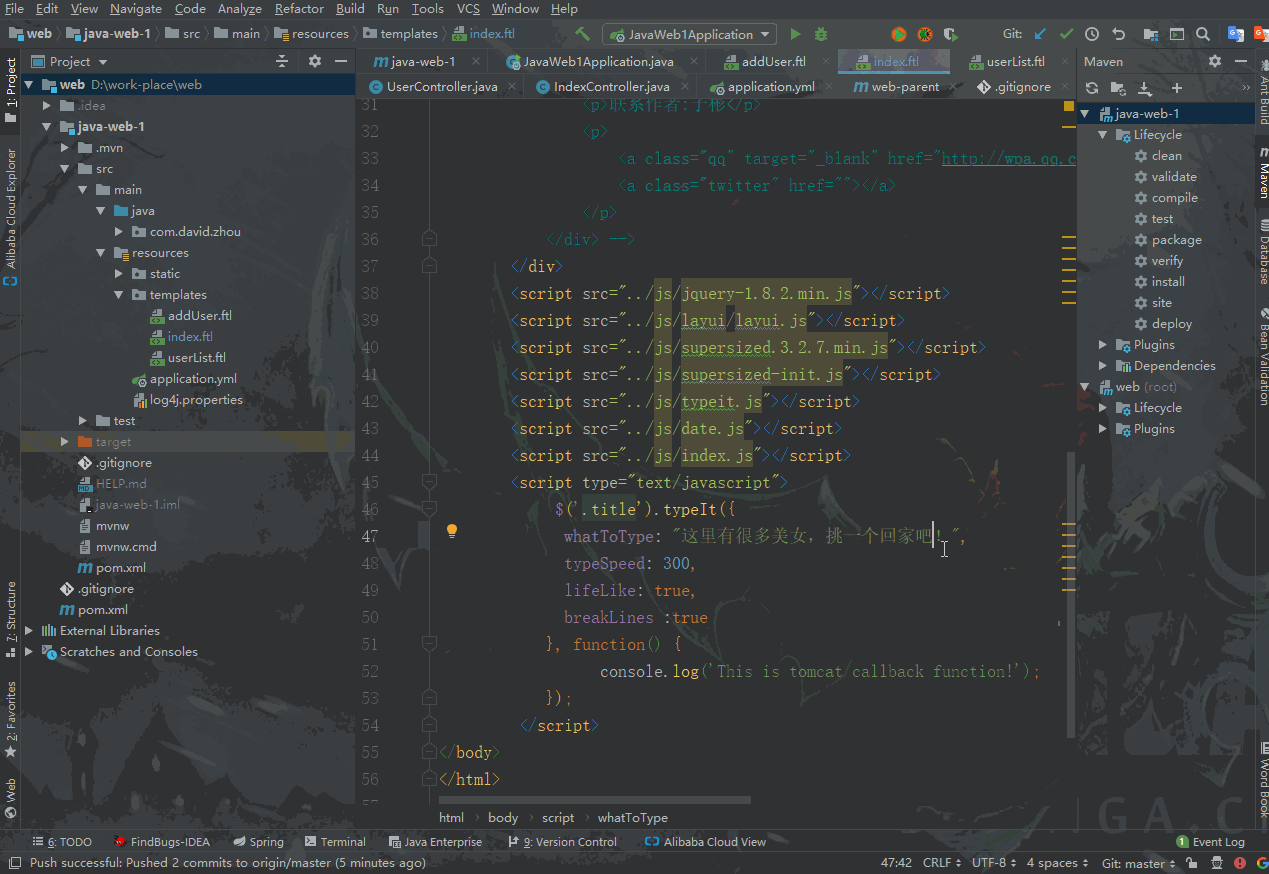 File Edit View Navigate Code Analyze Refactor Build Run Tools VCS Window Help
web java-web-1 src main resources templates index.ftl JavaWeb1Application Git:
Project java-web-1 JavaWeb1Application.java addUser.ftl index.ftl userList.ftl Maven
UserController.java IndexController.java application.yml web-parent .gitignore
1: Project
Alibaba Cloud Explorer
7: Structure
2: Favorites
Web
web D:\work-place\web
.idea
java-web-1
.mvn
src
main
java
com.david.zhou
resources
static
templates
addUser.ftl
index.ftl
userList.ftl
application.yml
log4j.properties
test
target
.gitignore
HELP.md
java-web-1.iml
mvnw
mvnw.cmd
pom.xml
.gitignore
pom.xml
External Libraries
Scratches and Consoles
31 <p>联系作者:于彬</p>
32 <p>
33 <a class="qq" target="_blank" href="http://wpa.qq.c
34 <a class="twitter" href=""></a>
35 </p>
36 </div> -->
37 </div>
38 <script src="../js/jquery-1.8.2.min.js"></script>
39 <script src="../js/layui/layui.js"></script>
40 <script src="../js/supersized.3.2.7.min.js"></script>
41 <script src="../js/supersized-init.js"></script>
42 <script src="../js/typeit.js"></script>
43 <script src="../js/date.js"></script>
44 <script src="../js/index.js"></script>
45 <script type="text/javascript">
46 $('.title').typeIt({
47 whatToType: "这里有很多美女，挑一个回家吧！",
48 typeSpeed: 300,
49 lifeLike: true,
50 breakLines :true
51 }, function() {
52 console.log('This is tomcat/callback function!');
53 });
54 </script>
55 </body>
56 </html>
html body script whatToType
java-web-1
Lifecycle
clean
validate
compile
test
package
verify
install
site
deploy
Plugins
Dependencies
web (root)
Lifecycle
Plugins
Ant Build
Maven
Database
Bean Validation
Word Book
6: TODO FindBugs-IDEA Spring Terminal Java Enterprise 9: Version Control Alibaba Cloud View 1 Event Log
Push successful: Pushed 2 commits to origin/master (5 minutes ago) 47:42 CRLF UTF-8 4 spaces Git: master